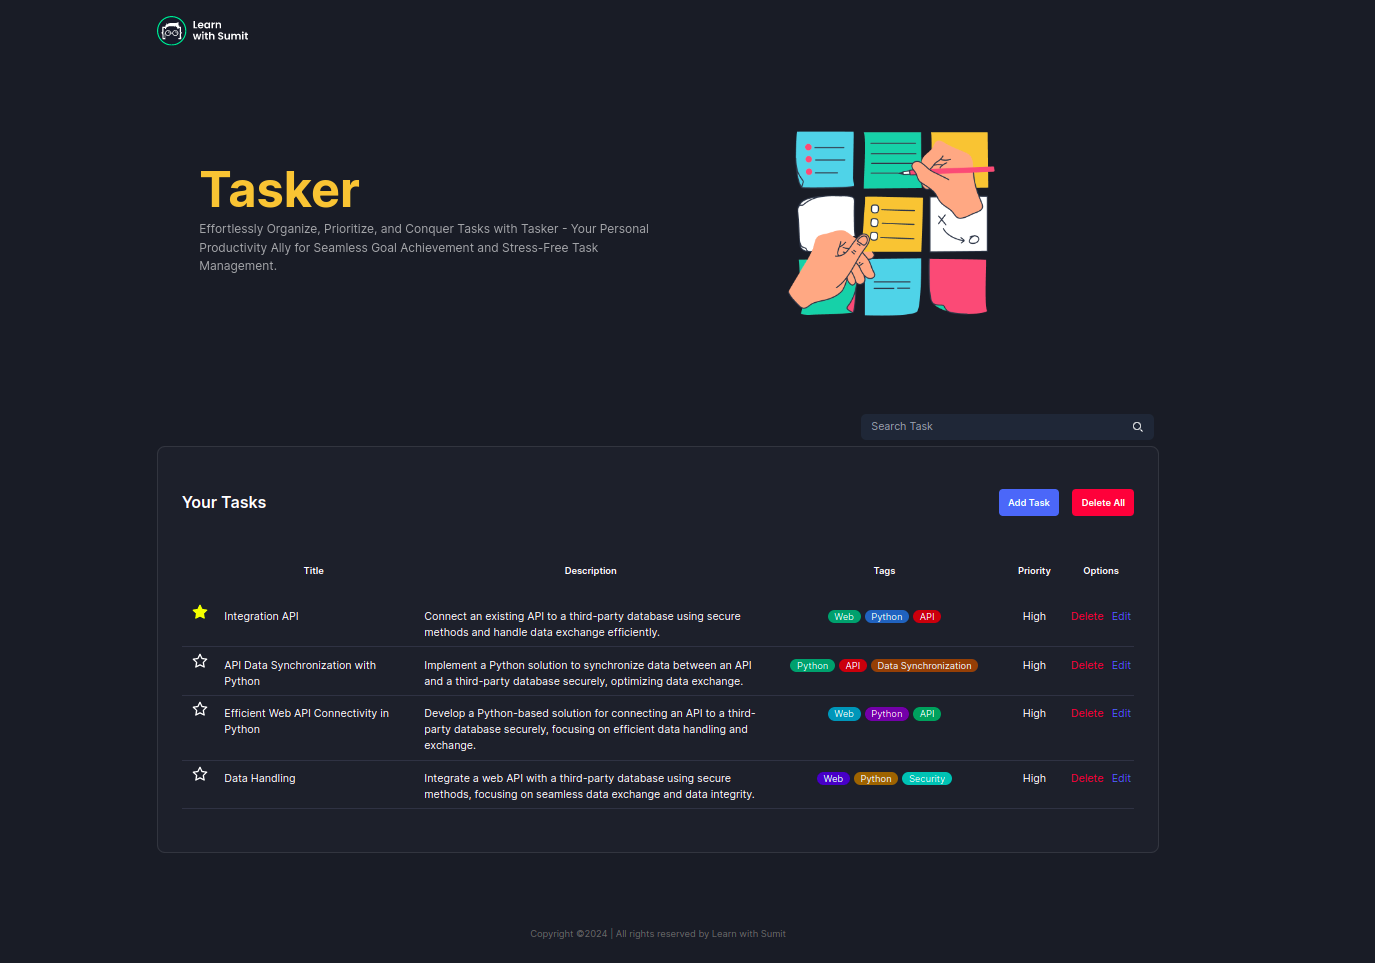 Learn
with Sumit
Tasker
Effortlessly Organize, Prioritize, and Conquer Tasks with Tasker - Your Personal
Productivity Ally for Seamless Goal Achievement and Stress-Free Task
Management.
X
Search Task
Your Tasks
Add Task
Delete All
Title
Description
Tags
Priority
Options
Integration API
Connect an existing API to a third-party database using secure
methods and handle data exchange efficiently.
Web Python API
High
Delete Edit
API Data Synchronization with
Python
Implement a Python solution to synchronize data between an API
and a third-party database securely, optimizing data exchange.
Python API Data Synchronization
High
Delete Edit
Efficient Web API Connectivity in
Python
Develop a Python-based solution for connecting an API to a third-
party database securely, focusing on efficient data handling and
exchange.
Web Python API
High
Delete Edit
Data Handling
Integrate a web API with a third-party database using secure
methods, focusing on seamless data exchange and data integrity.
Web Python Security
High
Delete Edit
Copyright ©2024 | All rights reserved by Learn with Sumit